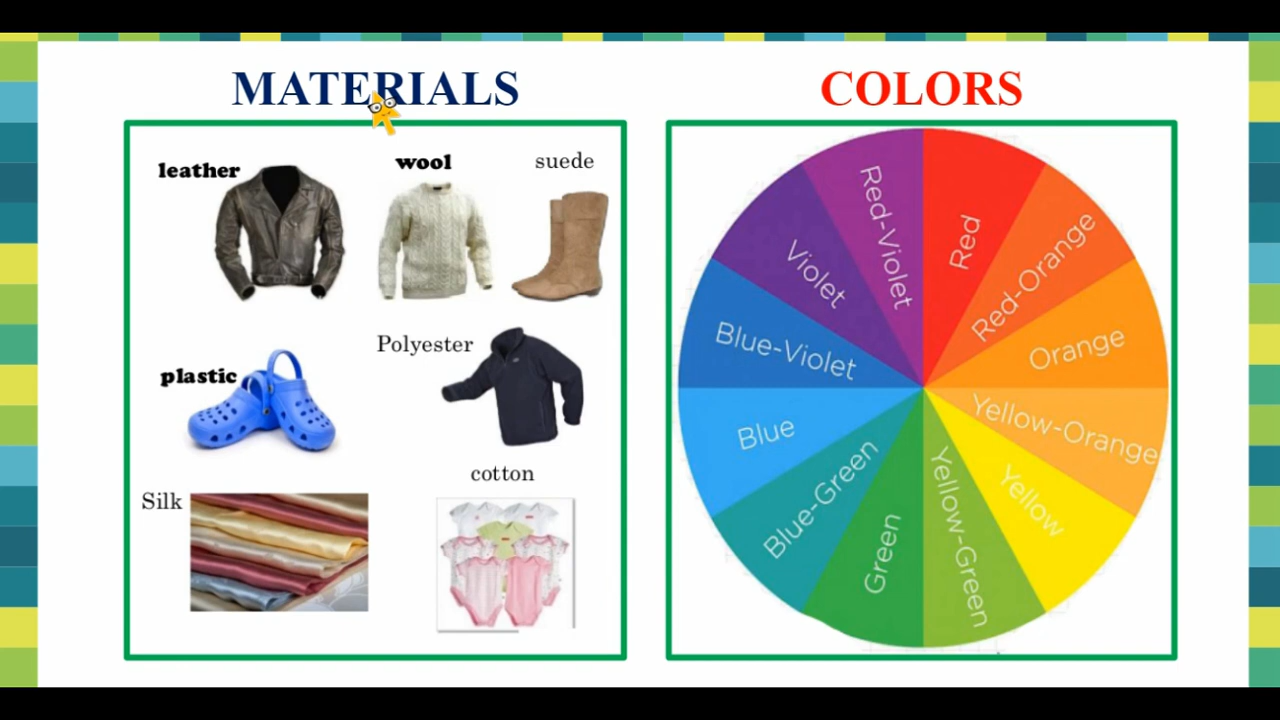 MATERIALS
leather
wool
suede
plastic
Polyester
Silk
cotton
COLORS
Red
Red-Orange
Orange
Yellow-Orange
Yellow
Yellow-Green
Green
Blue-Green
Blue
Blue-Violet
Violet
Red-Violet